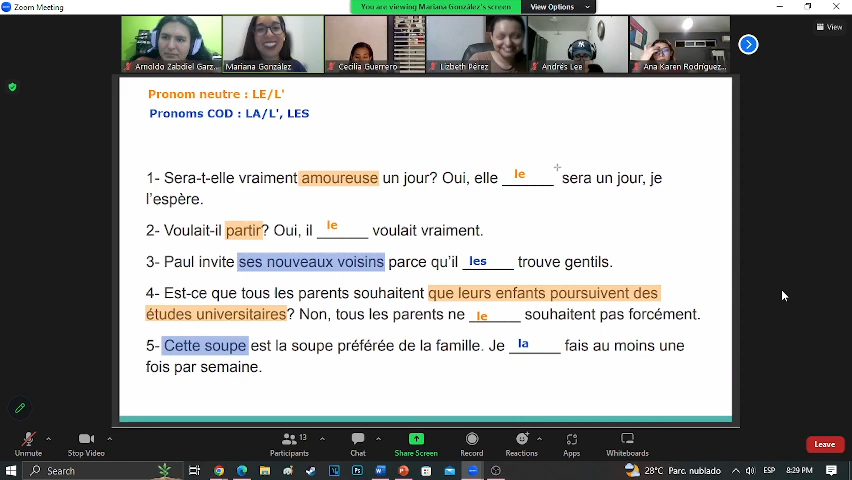 Zoom Meeting
You are viewing Mariana González's screen
View Options
View
Arnoldo Zabdiel Garz...
Mariana González
Cecilia Guerrero
Lizbeth Pérez
Andrés Lee
Ana Karen Rodríguez...
Pronom neutre : LE/L'
Pronoms COD : LA/L', LES
1- Sera-t-elle vraiment amoureuse un jour? Oui, elle le sera un jour, je
l'espère.
2- Voulait-il partir? Oui, il le voulait vraiment.
3- Paul invite ses nouveaux voisins parce qu'il les trouve gentils.
4- Est-ce que tous les parents souhaitent que leurs enfants poursuivent des
études universitaires? Non, tous les parents ne le souhaitent pas forcément.
5- Cette soupe est la soupe préférée de la famille. Je la fais au moins une
fois par semaine.
Unmute
Stop Video
13
Participants
Chat
Share Screen
Record
Reactions
Apps
Whiteboards
Leave
Search
28°C Parc. nublado
ESP
8:29 PM